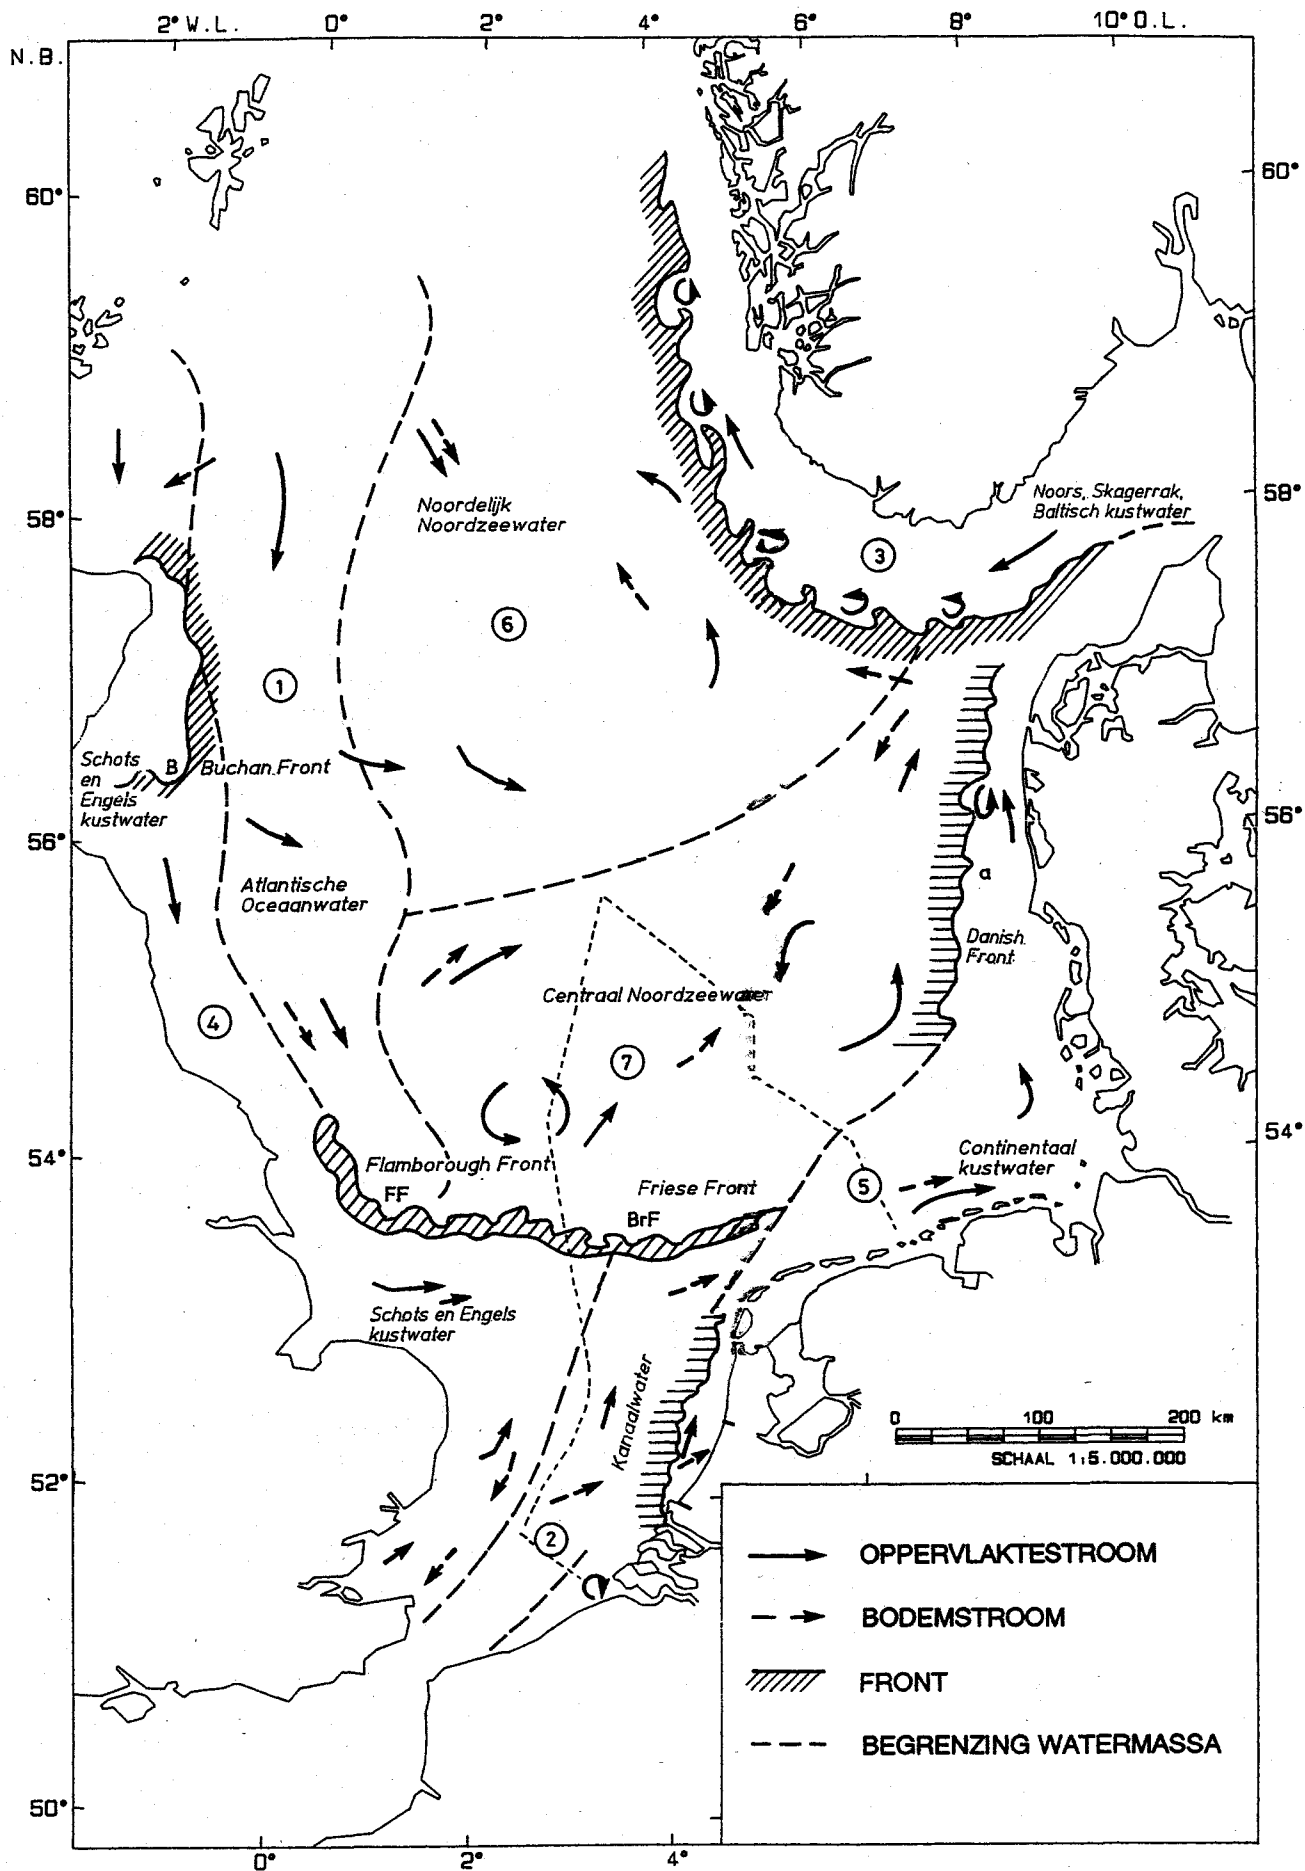 2° W.L.
0°
2°
4°
6°
8°
10° O.L.
N.B.
60°
60°
58°
58°
Noordelijk
Noordzeewater
Noors, Skagerrak,
Baltisch kustwater
3
6
1
Schots
en
Engels
kustwater
B
Buchan Front
56°
56°
Atlantische
Oceaanwater
a
Danish
Front
Centraal Noordzeewater
4
7
54°
54°
Flamborough Front
FF
Friese Front
BrF
Continentaal
kustwater
5
Schots en Engels
kustwater
Kanaalwater
0 100 200 km
SCHAAL 1:5.000.000
52°
2
OPPERVLAKTESTROOM
BODEMSTROOM
FRONT
BEGRENZING WATERMASSA
50°
0°
2°
4°